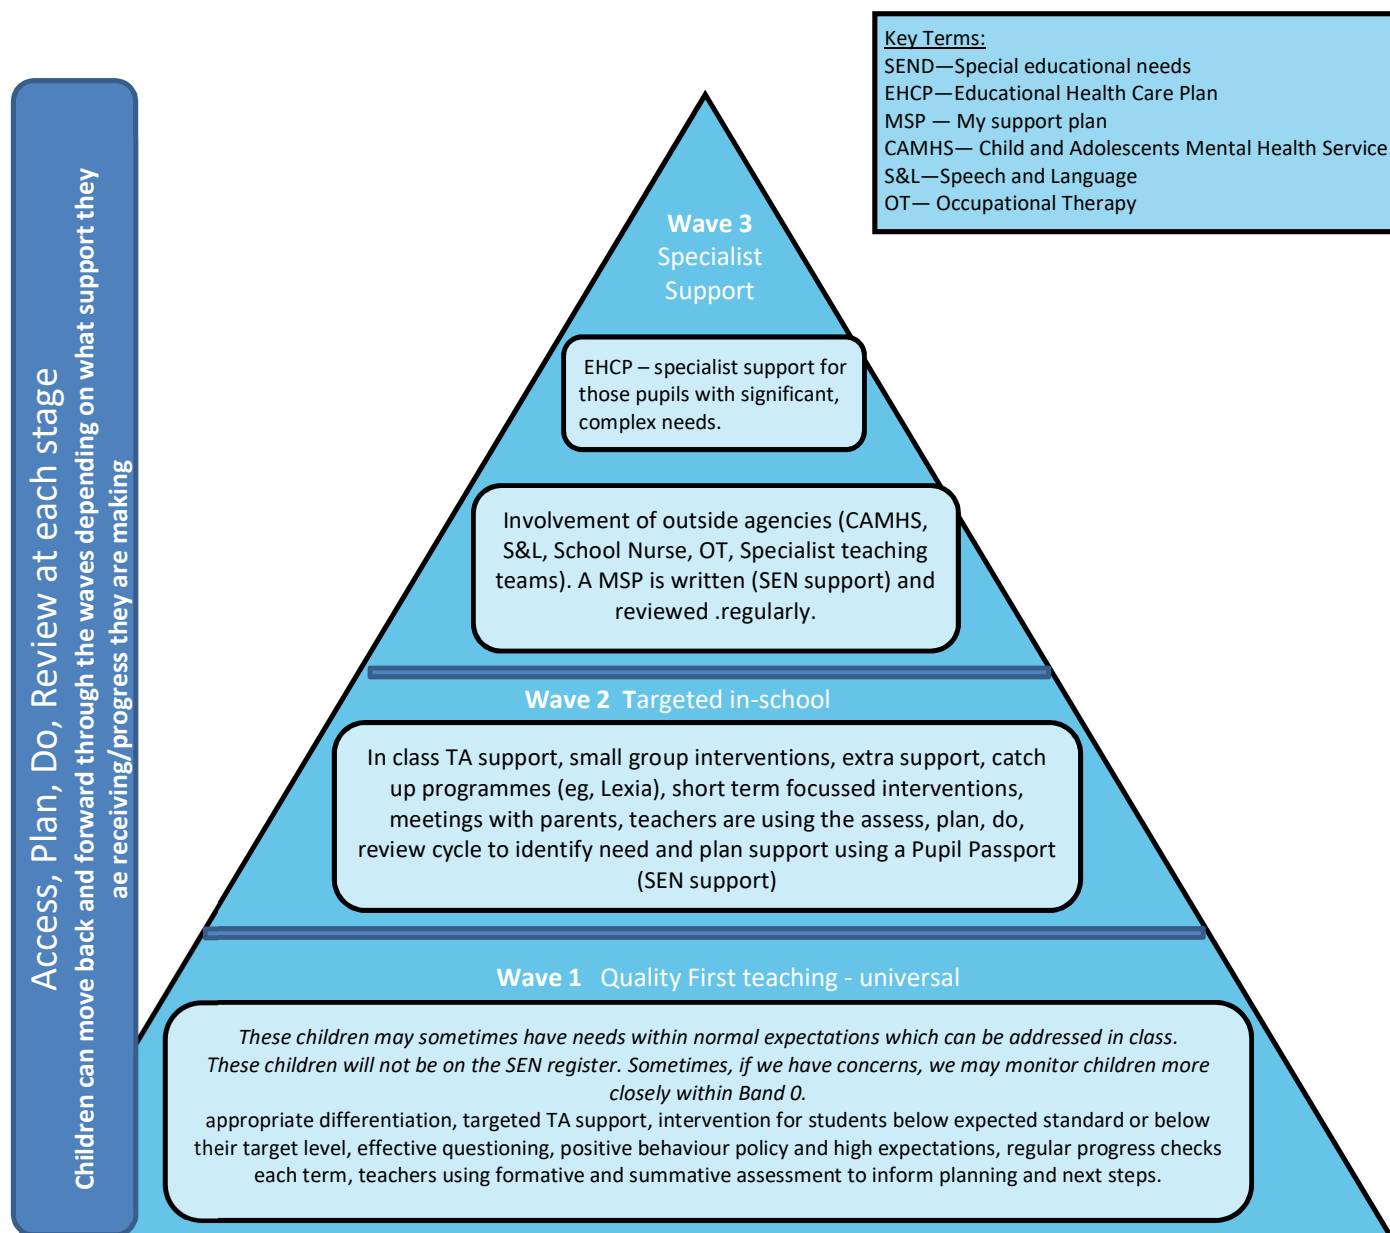 Key Terms:
SEND—Special educational needs
EHCP—Educational Health Care Plan
MSP — My support plan
CAMHS— Child and Adolescents Mental Health Service
S&L—Speech and Language
OT— Occupational Therapy
Access, Plan, Do, Review at each stage
Children can move back and forward through the waves depending on what support they
ae receiving/progress they are making
Wave 3
Specialist
Support
EHCP – specialist support for
those pupils with significant,
complex needs.
Involvement of outside agencies (CAMHS,
S&L, School Nurse, OT, Specialist teaching
teams). A MSP is written (SEN support) and
reviewed .regularly.
Wave 2 Targeted in-school
In class TA support, small group interventions, extra support, catch
up programmes (eg, Lexia), short term focussed interventions,
meetings with parents, teachers are using the assess, plan, do,
review cycle to identify need and plan support using a Pupil Passport
(SEN support)
Wave 1 Quality First teaching - universal
These children may sometimes have needs within normal expectations which can be addressed in class.
These children will not be on the SEN register. Sometimes, if we have concerns, we may monitor children more
closely within Band 0.
appropriate differentiation, targeted TA support, intervention for students below expected standard or below
their target level, effective questioning, positive behaviour policy and high expectations, regular progress checks
each term, teachers using formative and summative assessment to inform planning and next steps.